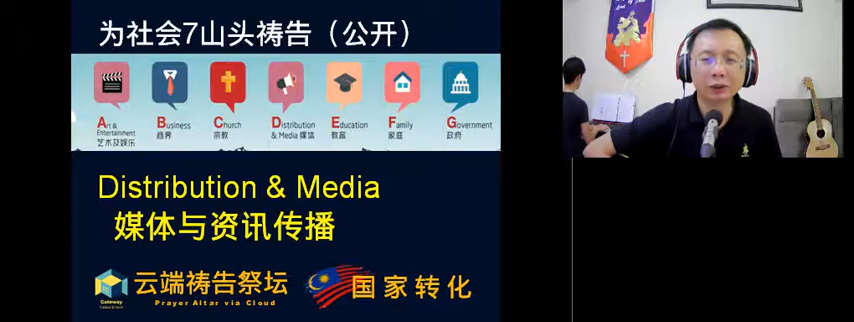 为社会7山头祷告（公开）
Art & Entertainment
艺术及娱乐
Business
商界
Church
宗教
Distribution & Media 媒体
Education
教育
Family
家庭
Government
政府
Distribution & Media
媒体与资讯传播
Gateway
云端祷告祭坛
Prayer Altar via Cloud
国家转化